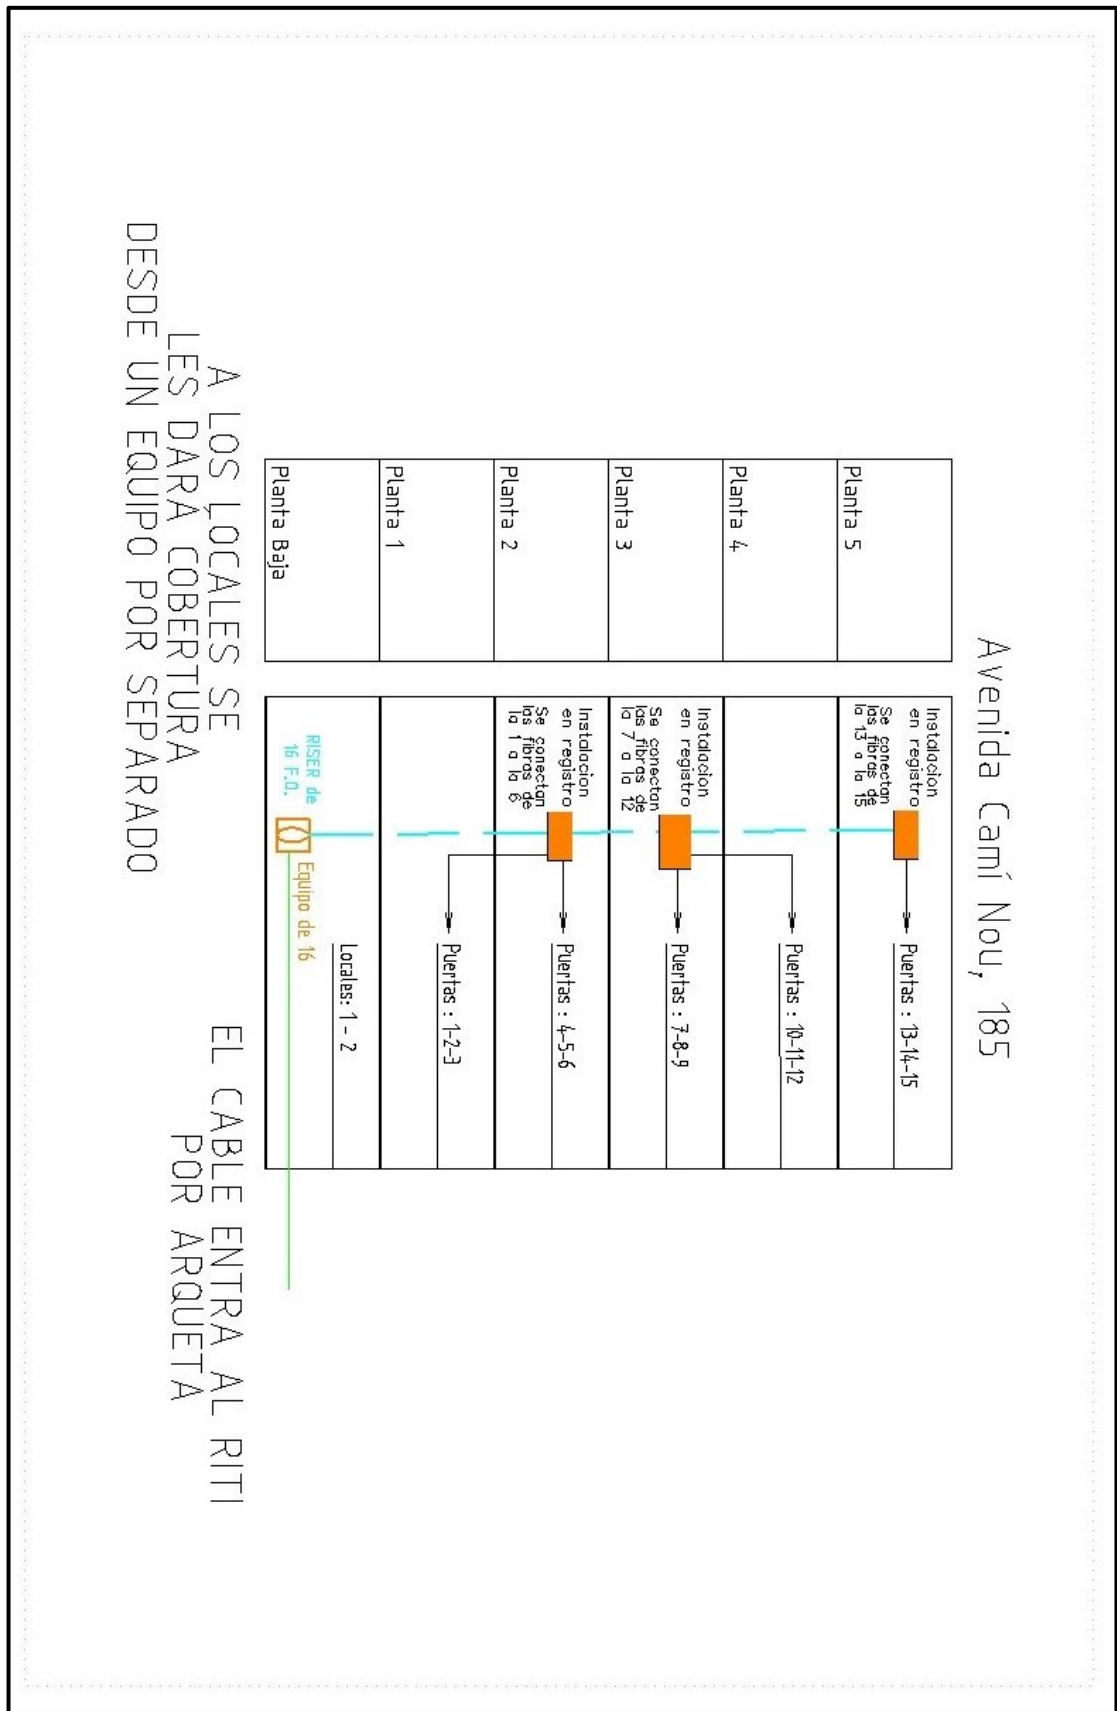 Avenida Camí Nou, 185
Planta 5
Instalacion
en registro
Se conectan
las fibras de
la 13 a la 15
Puertas : 13-14-15
Planta 4
Puertas : 10-11-12
Planta 3
Instalacion
en registro
Se conectan
las fibras de
la 7 a la 12
Puertas : 7-8-9
Planta 2
Instalacion
en registro
Se conectan
las fibras de
la 1 a la 6
Puertas : 4-5-6
Planta 1
Puertas : 1-2-3
Planta Baja
Locales: 1 - 2
RISER de
16 F.O.
Equipo de 16
A LOS LOCALES SE
LES DARÁ COBERTURA
DESDE UN EQUIPO POR SEPARADO
EL CABLE ENTRA AL RITI
POR ARQUETA